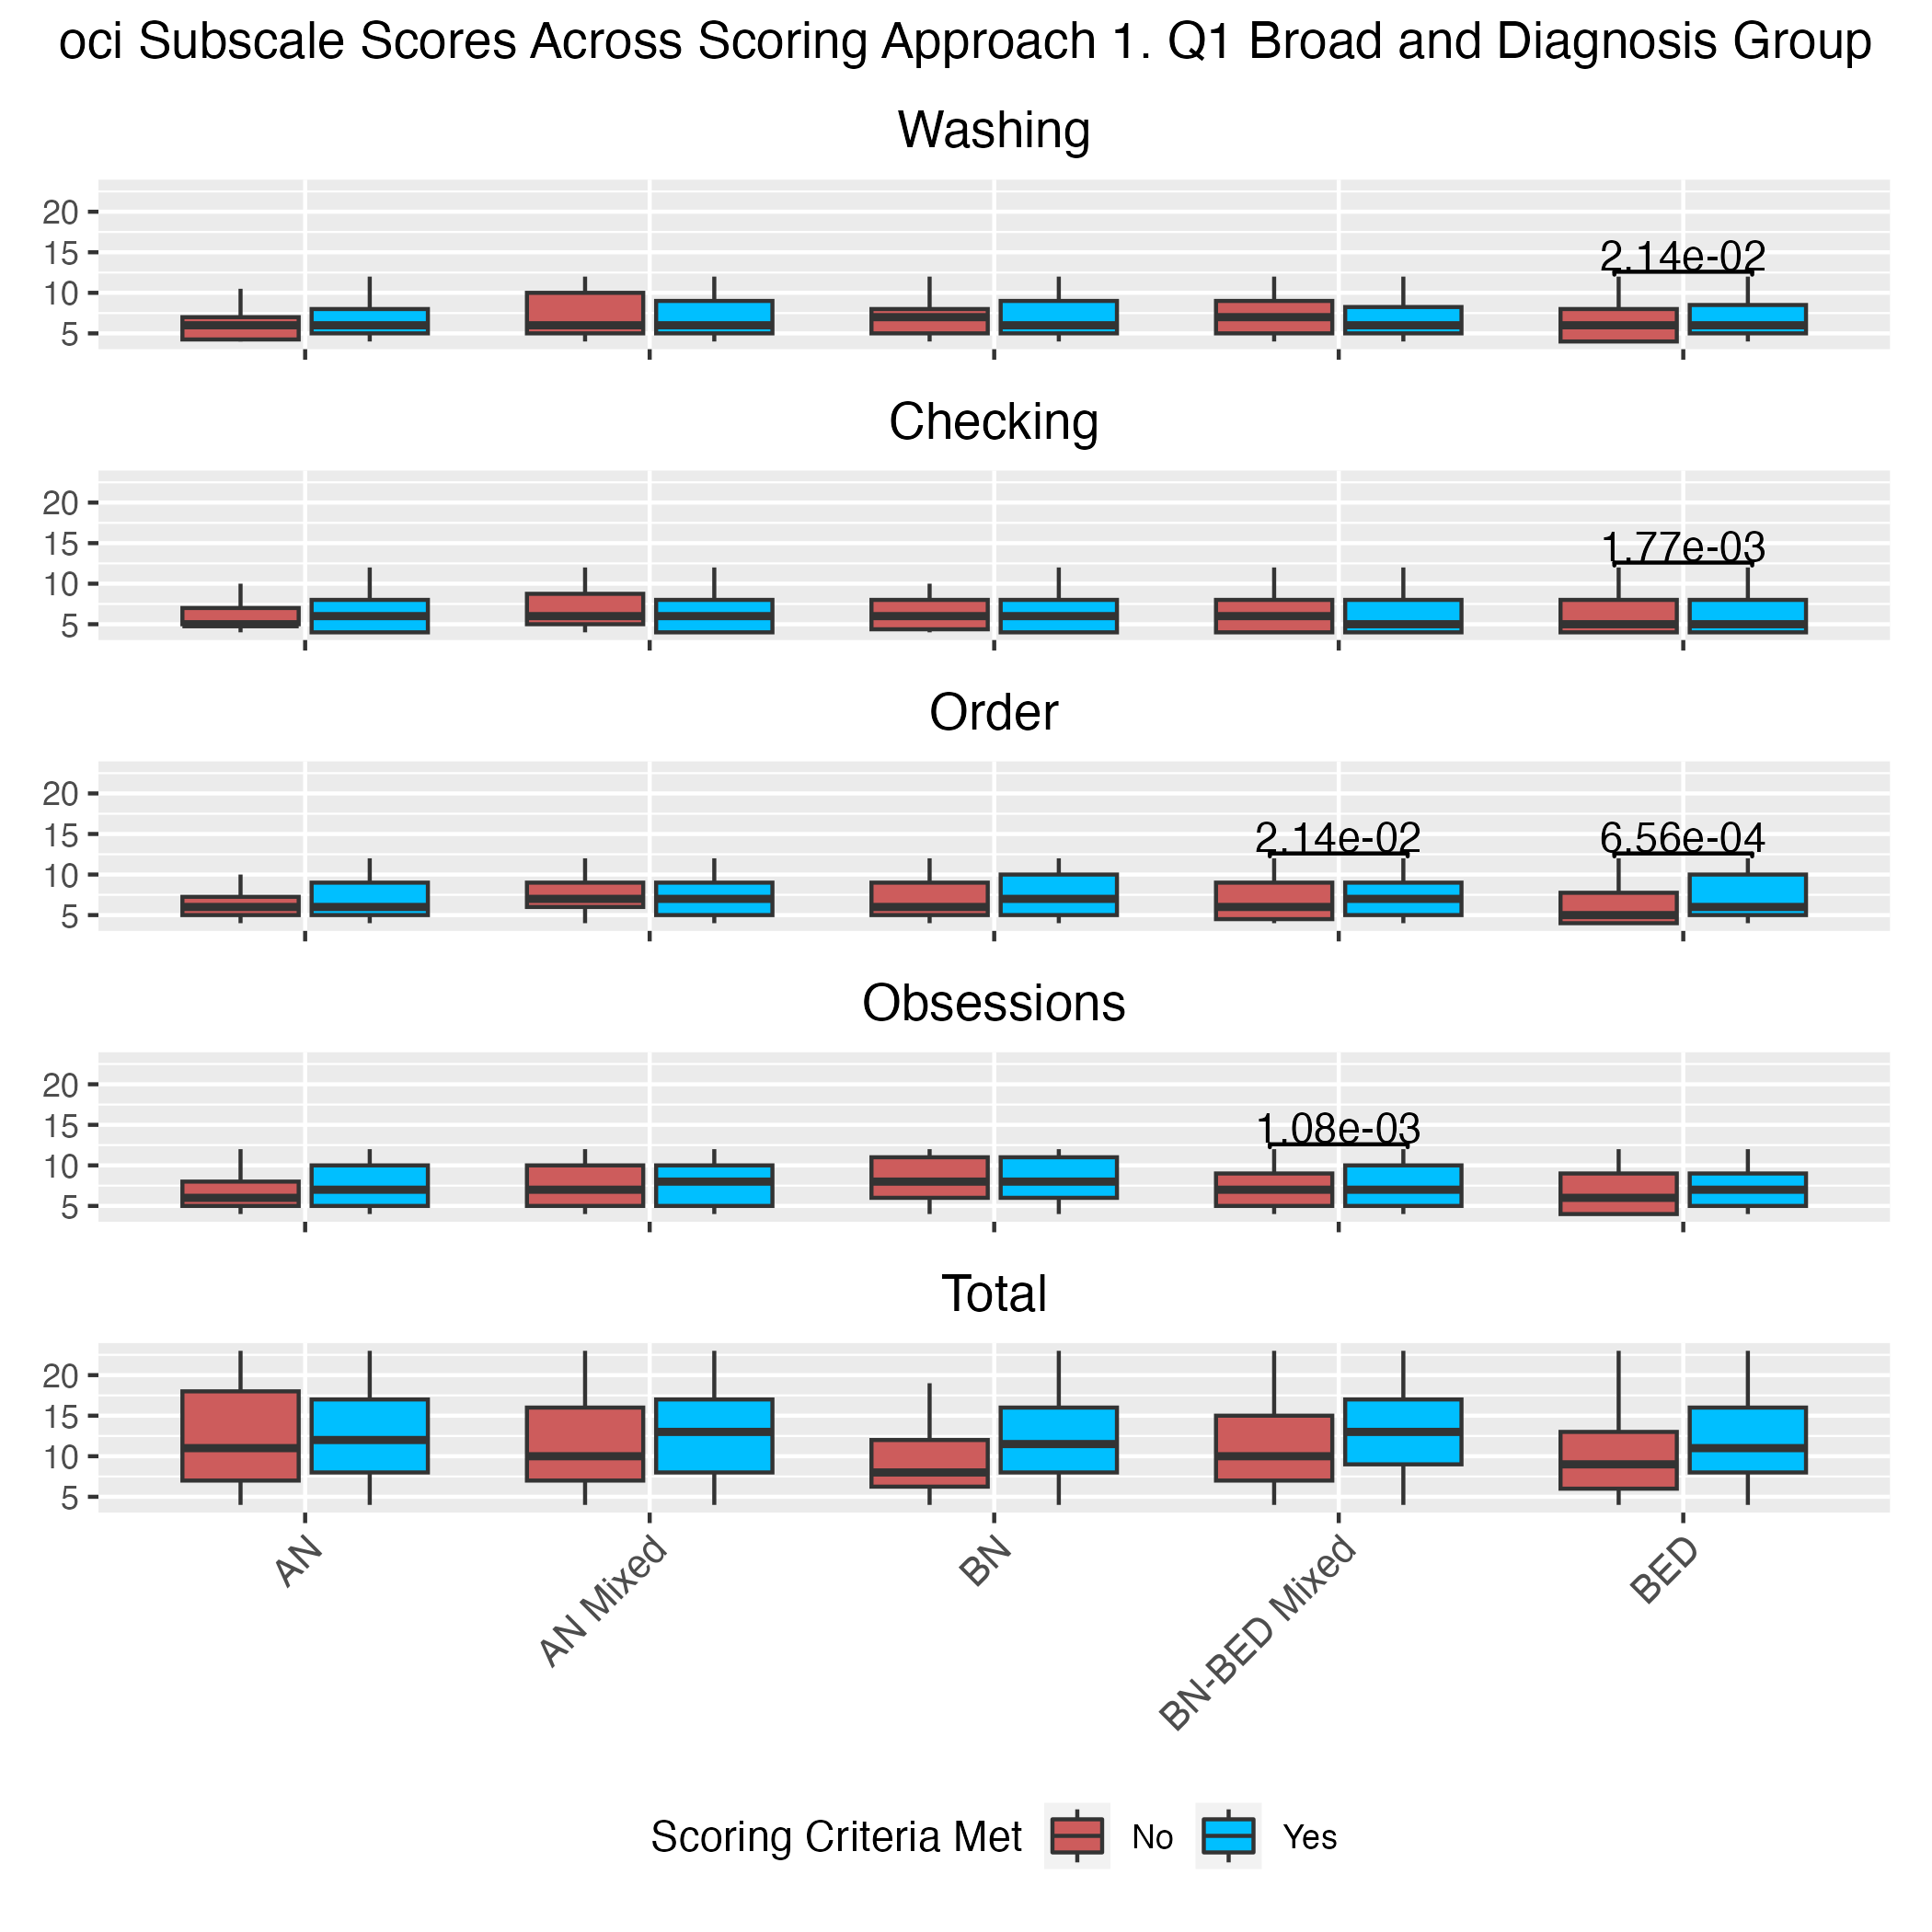 oci Subscale Scores Across Scoring Approach 1. Q1 Broad and Diagnosis Group
Washing
20
15
10
5
2.14e-02
Checking
20
15
10
5
1.77e-03
Order
20
15
10
5
2.14e-02
6.56e-04
Obsessions
20
15
10
5
1.08e-03
Total
20
15
10
5
AN
AN Mixed
BN
BN-BED Mixed
BED
Scoring Criteria Met No Yes